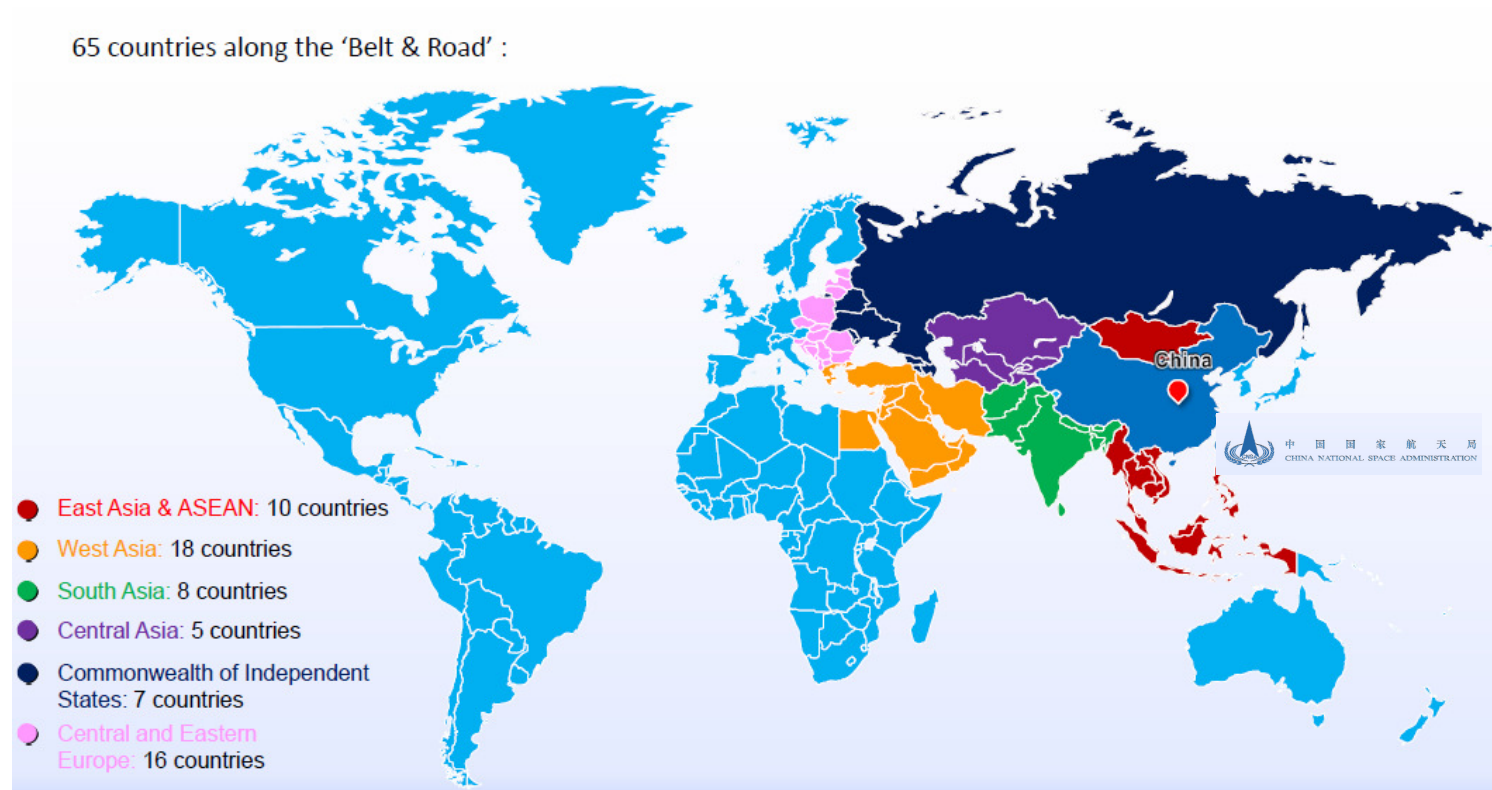 65 countries along the ‘Belt & Road’ :
China
中国国家航天局
CNSA
CHINA NATIONAL SPACE ADMINISTRATION
East Asia & ASEAN: 10 countries
West Asia: 18 countries
South Asia: 8 countries
Central Asia: 5 countries
Commonwealth of Independent
States: 7 countries
Central and Eastern
Europe: 16 countries